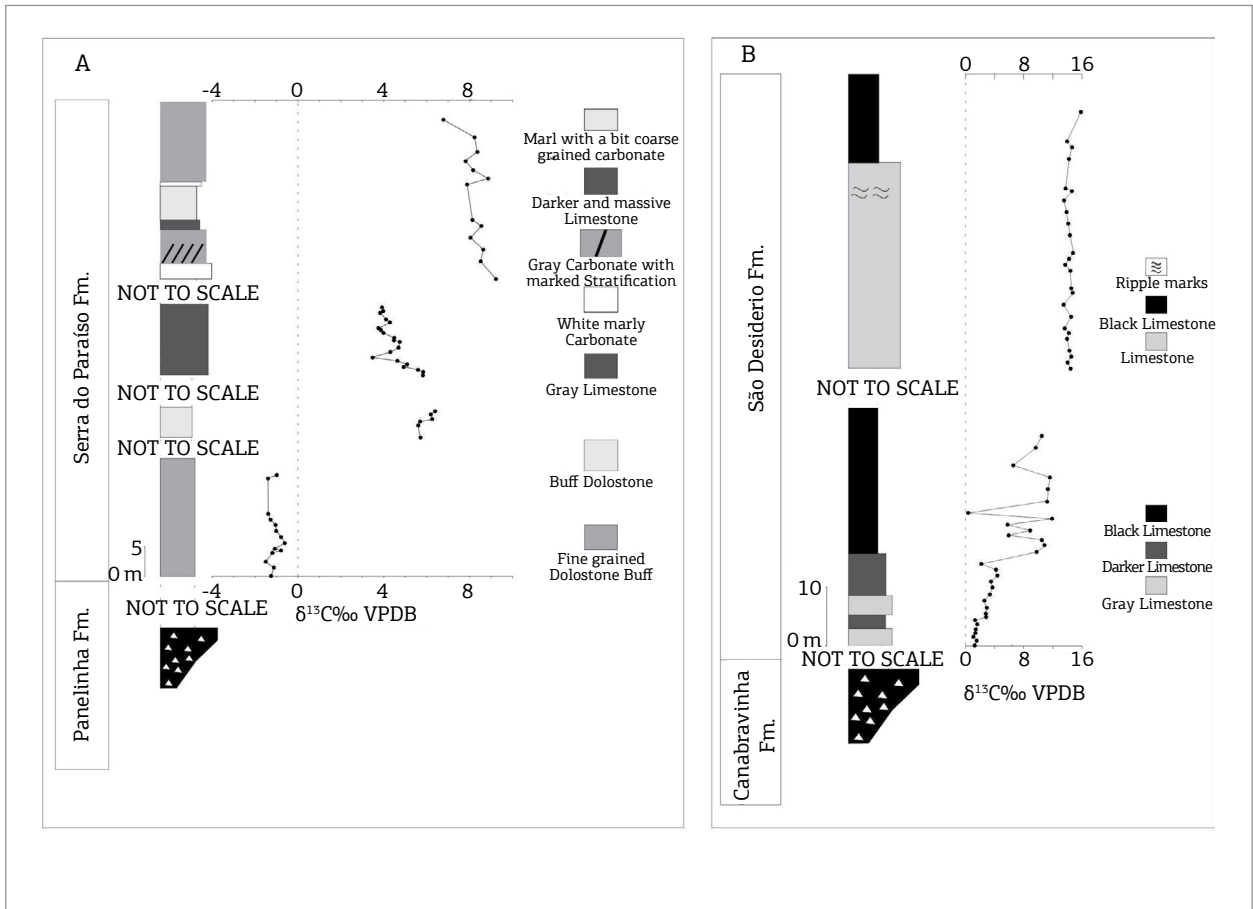 A
-4 0 4 8
Serra do Paraíso Fm.
NOT TO SCALE
NOT TO SCALE
NOT TO SCALE
5
0 m
-4 0 4 8
NOT TO SCALE
δ¹³C‰ VPDB
Panelinha Fm.
Marl with a bit coarse
grained carbonate
Darker and massive
Limestone
Gray Carbonate with
marked Stratification
White marly
Carbonate
Gray Limestone
Buff Dolostone
Fine grained
Dolostone Buff
B
0 8 16
São Desiderio Fm.
NOT TO SCALE
10
0 m
NOT TO SCALE
0 8 16
δ¹³C‰ VPDB
Canabravinha
Fm.
Ripple marks
Black Limestone
Limestone
Black Limestone
Darker Limestone
Gray Limestone